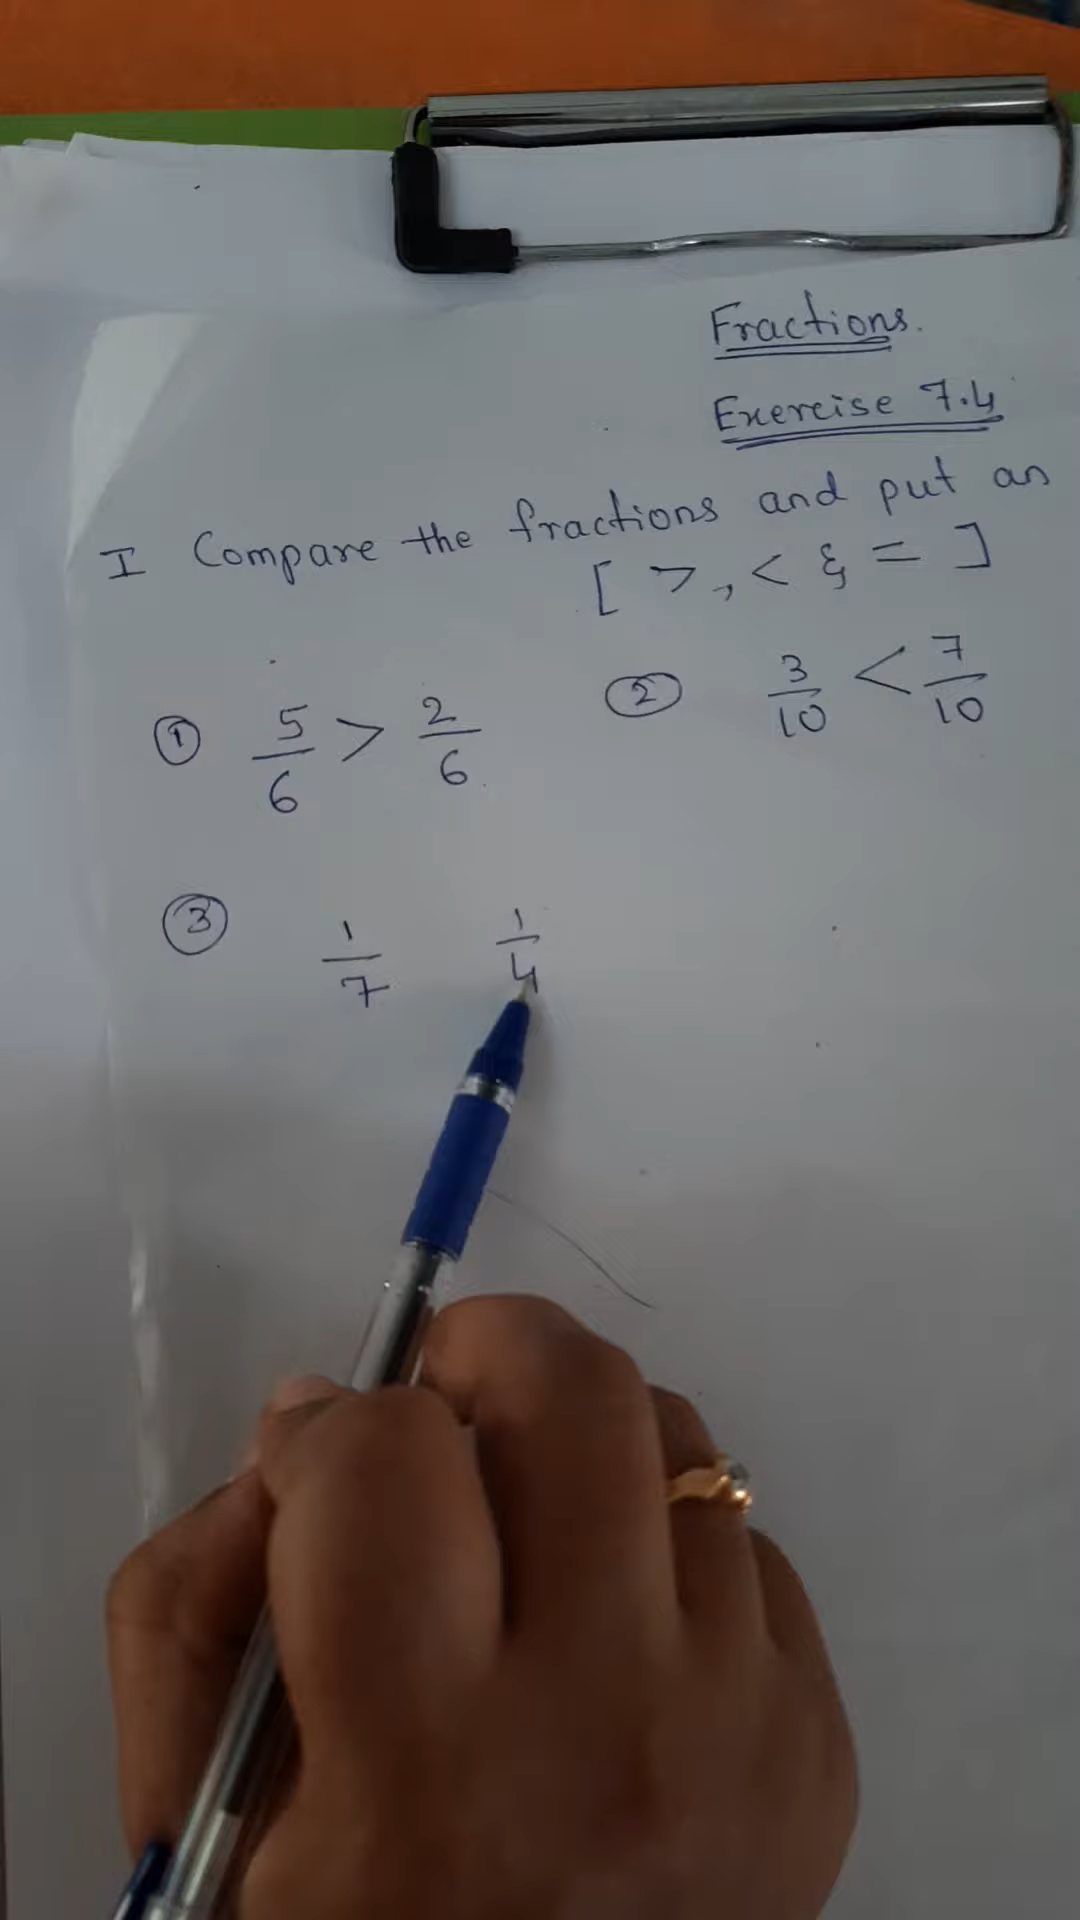 Fractions.
Exercise 7.4
I Compare the fractions and put an
[ >, < & = ]
① 5/6 > 2/6 ② 3/10 < 7/10
③ 1/7 1/4